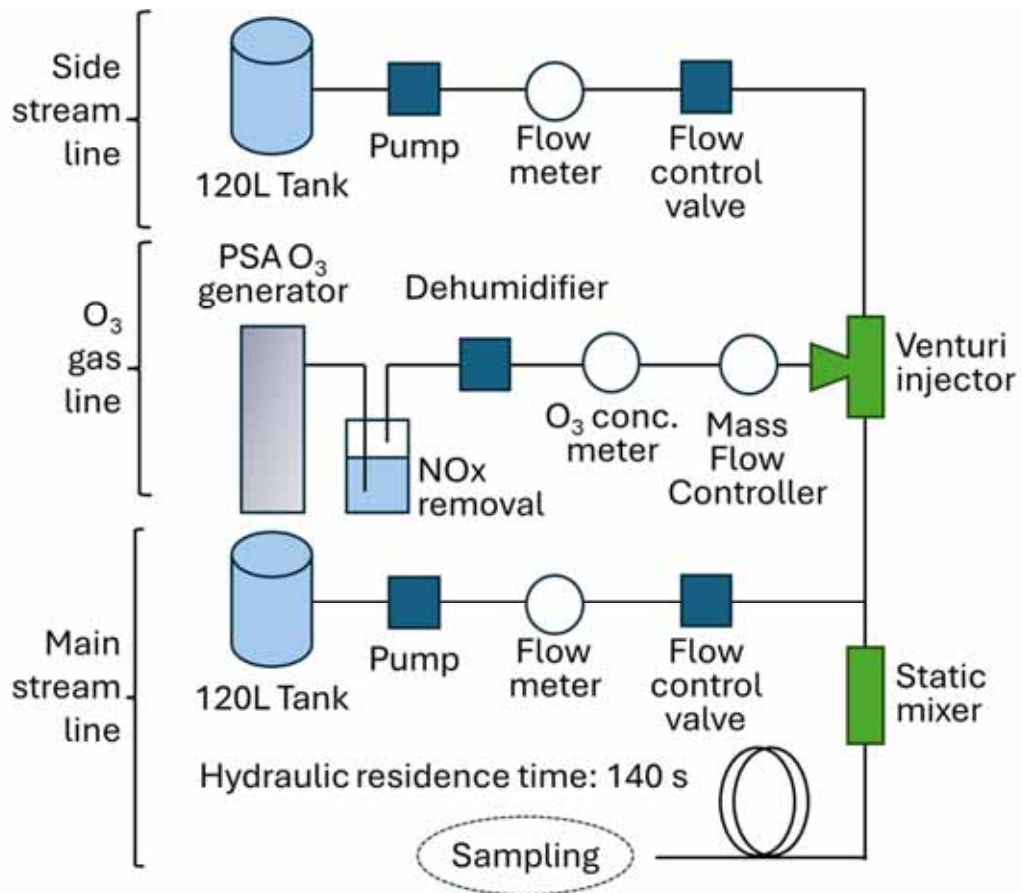 Side
stream
line
120L Tank
Pump
Flow
meter
Flow
control
valve
O₃
gas
line
PSA O₃
generator
NOx
removal
Dehumidifier
O₃ conc.
meter
Mass
Flow
Controller
Venturi
injector
Main
stream
line
120L Tank
Pump
Flow
meter
Flow
control
valve
Static
mixer
Hydraulic residence time: 140 s
Sampling